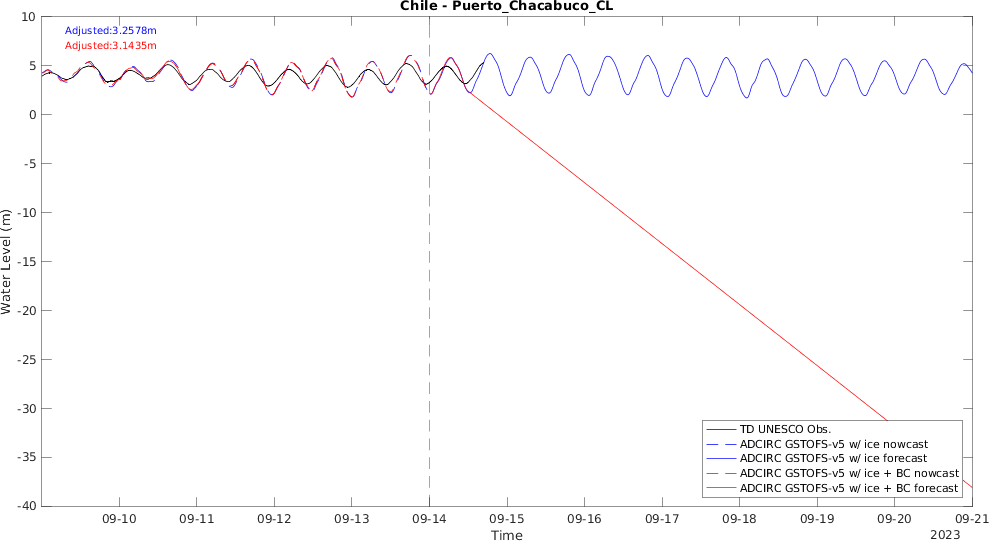 Chile - Puerto_Chacabuco_CL
Adjusted:3.2578m
Adjusted:3.1435m
10
5
0
-5
-10
-15
-20
-25
-30
-35
-40
Water Level (m)
TD UNESCO Obs.
ADCIRC GSTOFS-v5 w/ ice nowcast
ADCIRC GSTOFS-v5 w/ ice forecast
ADCIRC GSTOFS-v5 w/ ice + BC nowcast
ADCIRC GSTOFS-v5 w/ ice + BC forecast
09-10 09-11 09-12 09-13 09-14 09-15 09-16 09-17 09-18 09-19 09-20 09-21
Time
2023